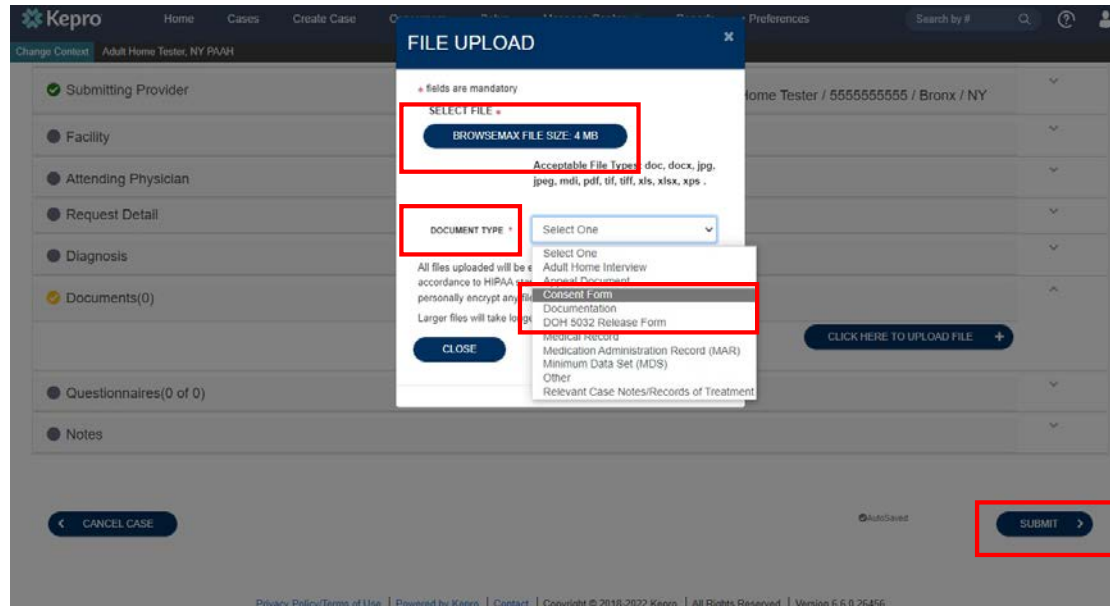 Kepro Home Cases Create Case Preferences Search by #
Change Context Adult Home Tester, NY PAAH
FILE UPLOAD ×
Submitting Provider
Home Tester / 5555555555 / Bronx / NY
Facility
Attending Physician
Request Detail
Diagnosis
Documents(0)
CLICK HERE TO UPLOAD FILE +
Questionnaires(0 of 0)
Notes
* fields are mandatory
SELECT FILE *
BROWSEMAX FILE SIZE: 4 MB
Acceptable File Types: doc, docx, jpg,
jpeg, mdi, pdf, tif, tiff, xls, xlsx, xps .
DOCUMENT TYPE * Select One
Select One
Adult Home Interview
Appeal Document
Consent Form
Documentation
DOH 5032 Release Form
Medical Record
Medication Administration Record (MAR)
Minimum Data Set (MDS)
Other
Relevant Case Notes/Records of Treatment
All files uploaded will be
accordance to HIPAA
personally encrypt any
Larger files will take
CLOSE
CANCEL CASE
AutoSaved
SUBMIT
Privacy Policy/Terms of Use | Powered by Kepro | Contact | Copyright © 2018-2022 Kepro | All Rights Reserved | Version 6.6.0.26456